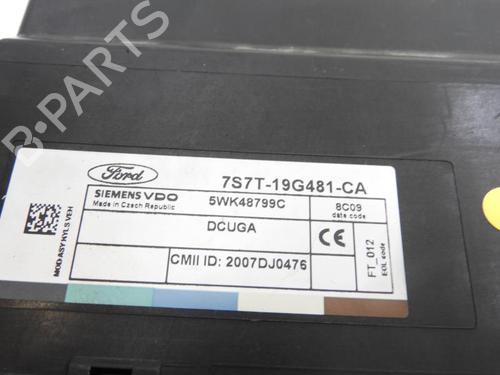 B-PARTS
Ford
7S7T-19G481-CA
SIEMENS VDO
Made in Czech Republic
5WK48799C
8C09
date code
DCUGA
CE
CMII ID: 2007DJ0476
FT_012
EOL code
MOD ASY KYLS VEH